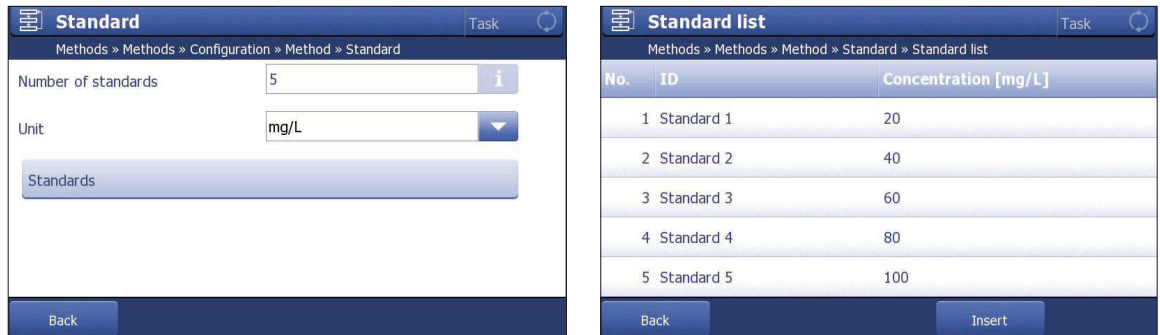 Standard
Task
Methods » Methods » Configuration » Method » Standard
Number of standards 5 i
Unit mg/L
Standards
Back
Standard list
Task
Methods » Methods » Method » Standard » Standard list
No. ID Concentration [mg/L]
1 Standard 1 20
2 Standard 2 40
3 Standard 3 60
4 Standard 4 80
5 Standard 5 100
Back Insert